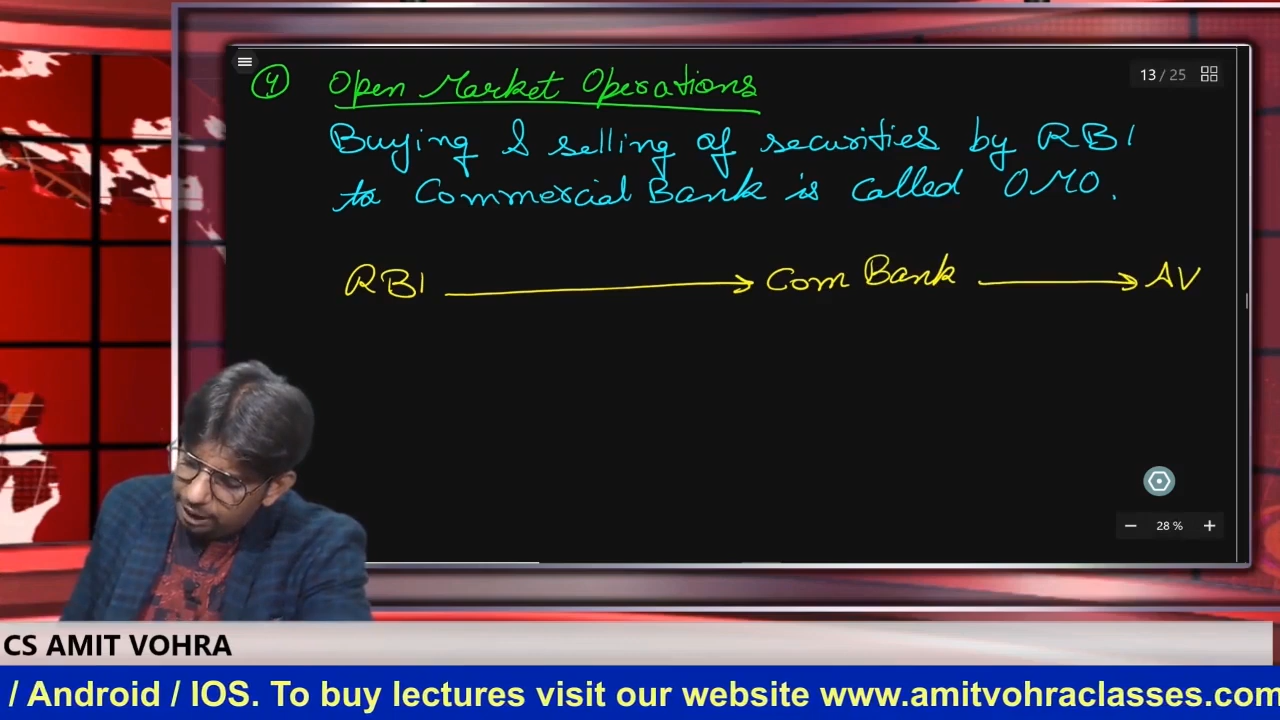 ④ Open Market Operations
13 / 25
Buying & selling of securities by RBI
to Commercial Bank is called OMO.
RBI → Com Bank → AV
− 28 % +
CS AMIT VOHRA
/ Android / IOS. To buy lectures visit our website www.amitvohraclasses.com